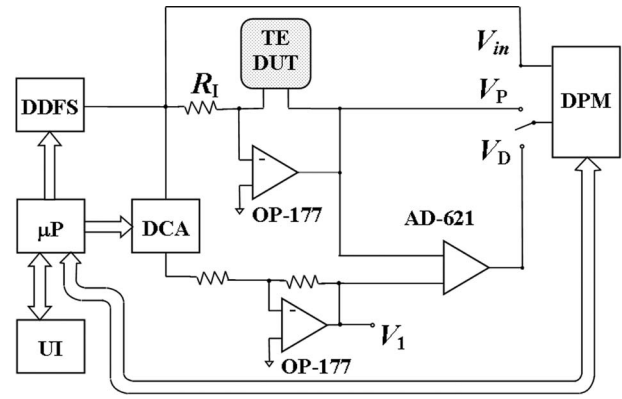 TE
DUT
V_in
R_I
DDFS
V_P
DPM
-
V_D
OP-177
AD-621
µP
DCA
-
V_1
UI
OP-177